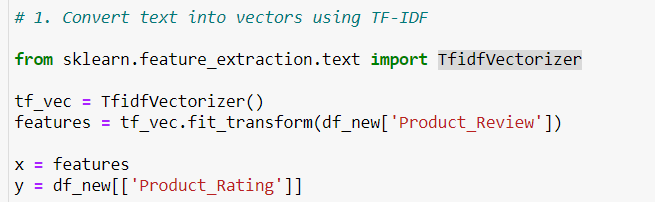 # 1. Convert text into vectors using TF-IDF
from sklearn.feature_extraction.text import TfidfVectorizer
tf_vec = TfidfVectorizer()
features = tf_vec.fit_transform(df_new['Product_Review'])
x = features
y = df_new[['Product_Rating']]